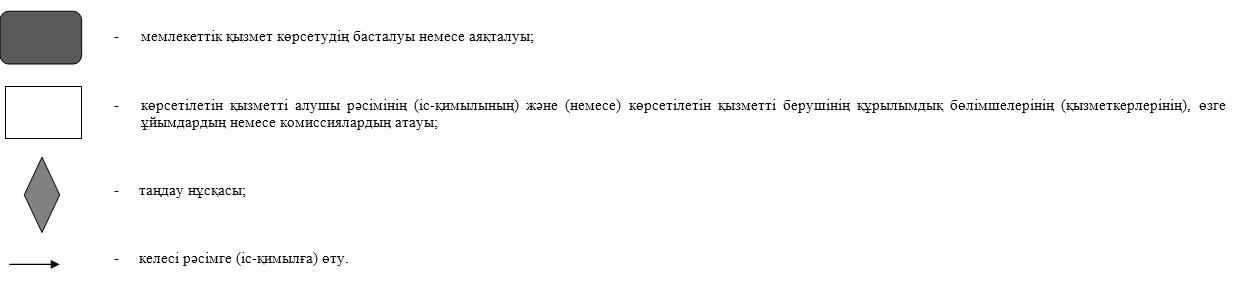 - мемлекеттік қызмет көрсетудің басталуы немесе аяқталуы;
- көрсетілетін қызметті алушы рәсімінің (іс-қимылының) және (немесе) көрсетілетін қызметті берушінің құрылымдық бөлімшелерінің (қызметкерлерінің), өзге
ұйымдардың немесе комиссиялардың атауы;
- таңдау нұсқасы;
- келесі рәсімге (іс-қимылға) өту.